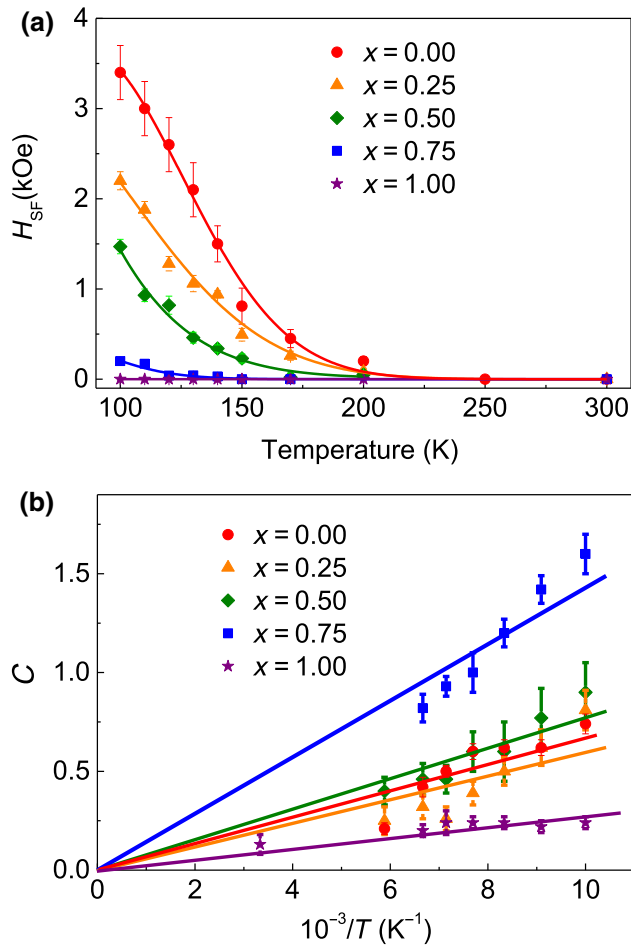 (a)
4
3
2
1
0
H_SF(kOe)
x = 0.00
x = 0.25
x = 0.50
x = 0.75
x = 1.00
100 150 200 250 300
Temperature (K)
(b)
1.5
1.0
0.5
0.0
C
x = 0.00
x = 0.25
x = 0.50
x = 0.75
x = 1.00
0 2 4 6 8 10
10⁻³/T (K⁻¹)